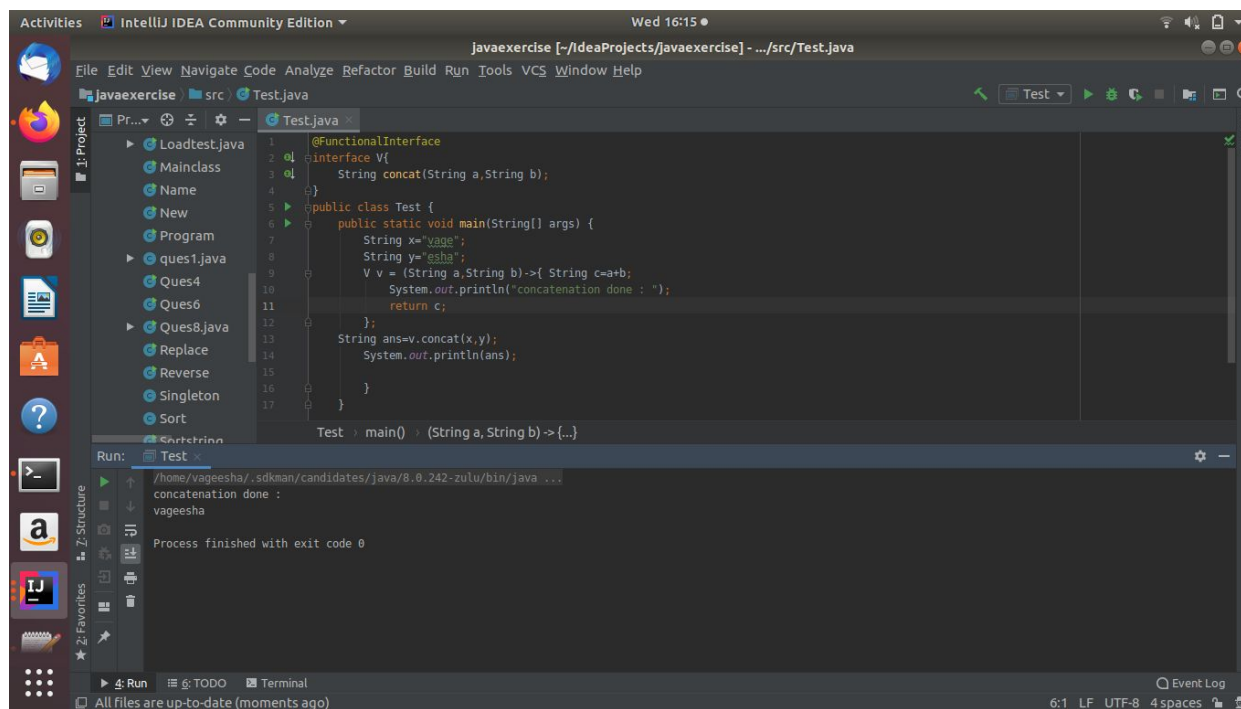 Activities IntelliJ IDEA Community Edition Wed 16:15
javaexercise [~/IdeaProjects/javaexercise] - .../src/Test.java
File Edit View Navigate Code Analyze Refactor Build Run Tools VCS Window Help
javaexercise src Test.java Test
1: Project
Pr... Test.java
Loadtest.java
Mainclass
Name
New
Program
ques1.java
Ques4
Ques6
Ques8.java
Replace
Reverse
Singleton
Sort
Sortstring
1 @FunctionalInterface
2 interface V{
3 String concat(String a,String b);
4 }
5 public class Test {
6 public static void main(String[] args) {
7 String x="vage";
8 String y="esha";
9 V v = (String a,String b)->{ String c=a+b;
10 System.out.println("concatenation done : ");
11 return c;
12 };
13 String ans=v.concat(x,y);
14 System.out.println(ans);
15
16 }
17 }
Test main() (String a, String b) -> {...}
Run: Test
/home/vageesha/.sdkman/candidates/java/8.0.242-zulu/bin/java ...
concatenation done :
vageesha
Process finished with exit code 0
Z: Structure
2: Favorites
4: Run 6: TODO Terminal Event Log
All files are up-to-date (moments ago) 6:1 LF UTF-8 4 spaces